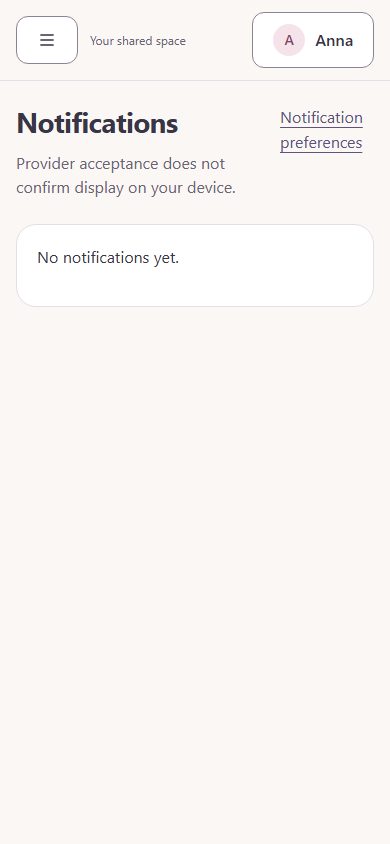 Your shared space
A Anna
Notifications
Notification
preferences
Provider acceptance does not
confirm display on your device.
No notifications yet.